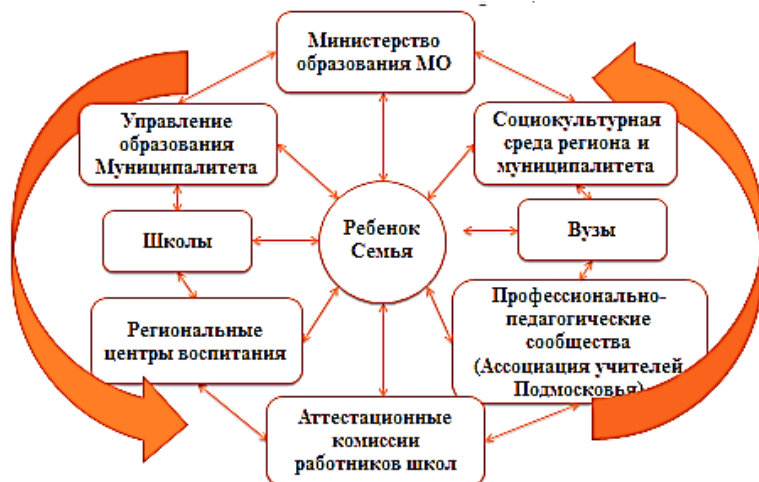 Министерство
образования МО
Управление
образования
Муниципалитета
Социокультурная
среда региона и
муниципалитета
Школы
Ребенок
Семья
Вузы
Региональные
центры воспитания
Профессионально-
педагогические
сообщества
(Ассоциация учителей
Подмосковья)
Аттестационные
комиссии
работников школ